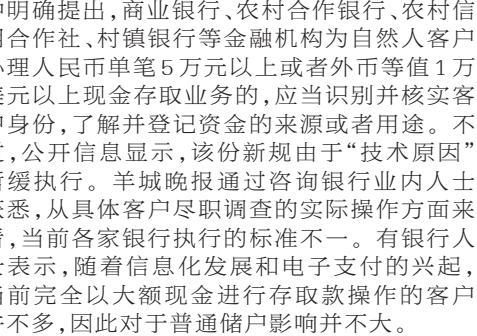 中明确提出,商业银行、农村合作银行、农村信
用合作社、村镇银行等金融机构为自然人客户
办理人民币单笔5万元以上或者外币等值1万
美元以上现金存取业务的,应当识别并核实客
户身份,了解并登记资金的来源或者用途。不
过,公开信息显示,该份新规由于“技术原因”
暂缓执行。羊城晚报通过咨询银行业内人士
获悉,从具体客户尽职调查的实际操作方面来
看,当前各家银行执行的标准不一。有银行人
士表示,随着信息化发展和电子支付的兴起,
当前完全以大额现金进行存取款操作的客户
并不多,因此对于普通储户影响并不大。